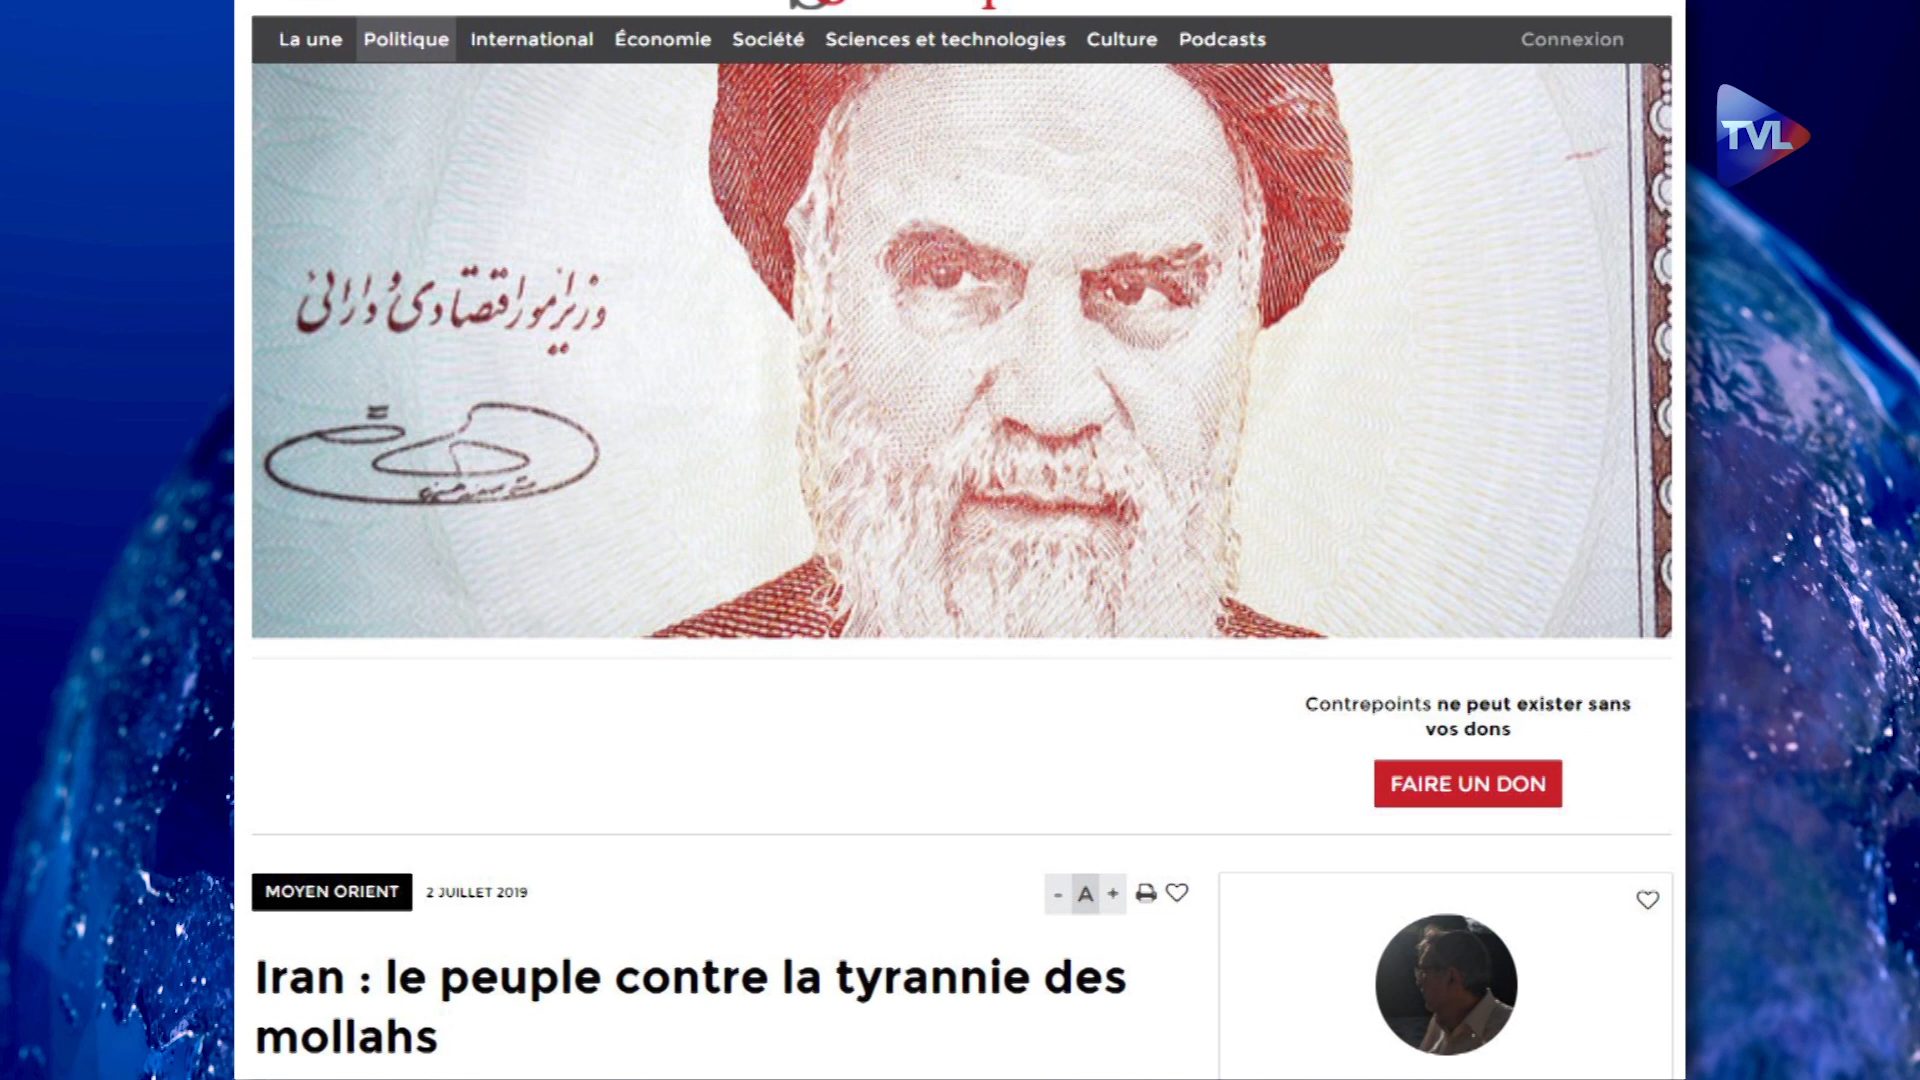 La une Politique International Économie Société Sciences et technologies Culture Podcasts Connexion
TVL
وزیر امور اقتصادی و دارائی
Contrepoints ne peut exister sans
vos dons
FAIRE UN DON
MOYEN ORIENT 2 JUILLET 2019
- A +
Iran : le peuple contre la tyrannie des
mollahs